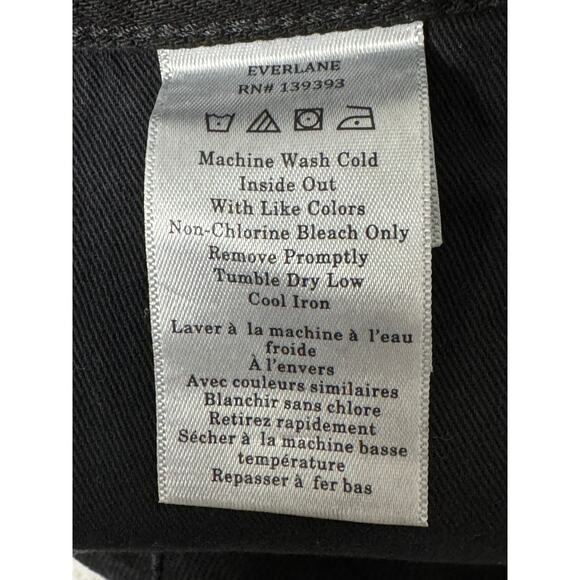 EVERLANE
RN# 139393
Machine Wash Cold
Inside Out
With Like Colors
Non-Chlorine Bleach Only
Remove Promptly
Tumble Dry Low
Cool Iron
Laver à la machine à l'eau
froide
À l'envers
Avec couleurs similaires
Blanchir sans chlore
Retirez rapidement
Sécher à la machine basse
température
Repasser à fer bas